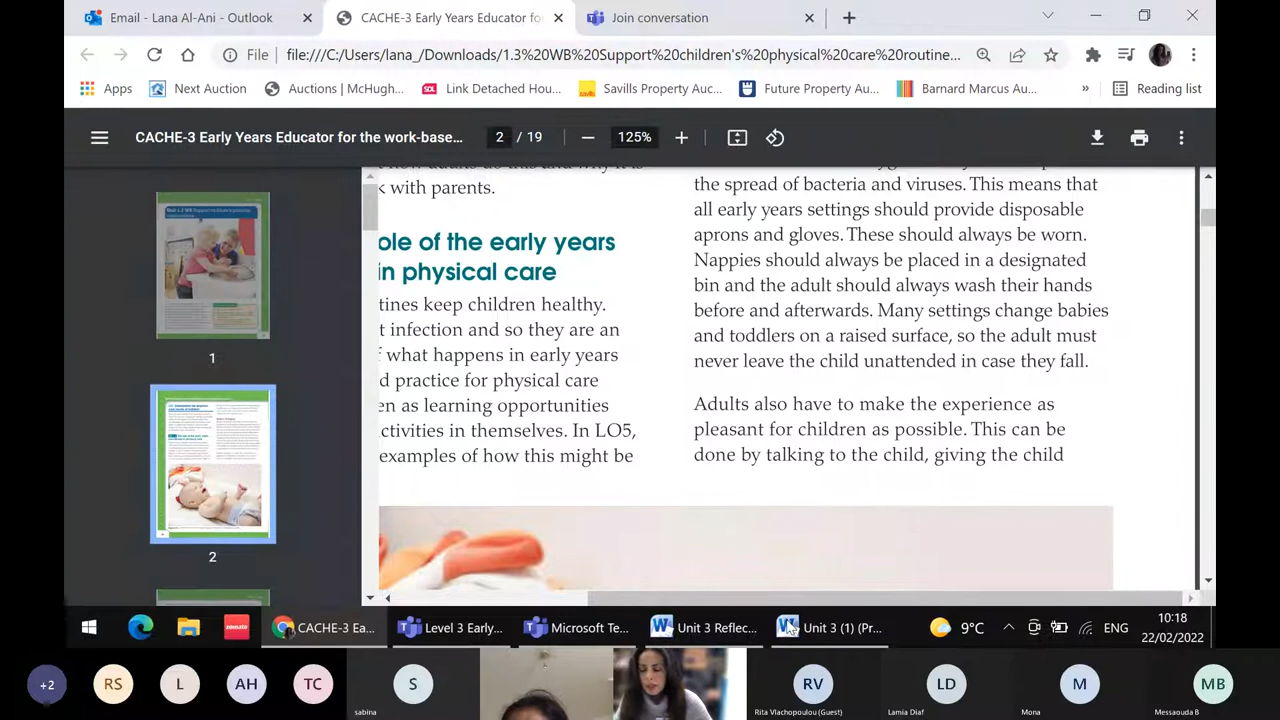 Email - Lana Al-Ani - Outlook
CACHE-3 Early Years Educator fo
Join conversation
File
file:///C:/Users/lana_/Downloads/1.3%20WB%20Support%20children's%20physical%20care%20routine...
Apps
Next Auction
Auctions | McHugh...
Link Detached Hou...
Savills Property Auc...
Future Property Au...
Barnard Marcus Au...
»
Reading list
CACHE-3 Early Years Educator for the work-base...
2 / 19
125%
k with parents.
ole of the early years
in physical care
tines keep children healthy.
t infection and so they are an
f what happens in early years
d practice for physical care
en as learning opportunities
ctivities in themselves. In LO5,
examples of how this might be
the spread of bacteria and viruses. This means that
all early years settings should provide disposable
aprons and gloves. These should always be worn.
Nappies should always be placed in a designated
bin and the adult should always wash their hands
before and afterwards. Many settings change babies
and toddlers on a raised surface, so the adult must
never leave the child unattended in case they fall.
Adults also have to make the experience as
pleasant for children as possible. This can be
done by talking to the child, giving the child
1
2
CACHE-3 Ea...
Level 3 Early...
Microsoft Te...
Unit 3 Reflec...
Unit 3 (1) (Pr...
9°C
ENG
10:18
22/02/2022
+2
RS
L
AH
TC
S
sabina
RV
Rita Vlachopoulou (Guest)
LD
Lamia Diaf
M
Mona
MB
Messaouda B